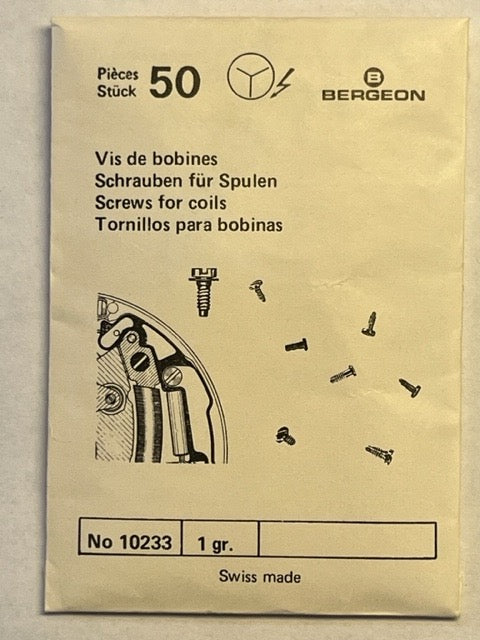 Pièces
Stück 50
B
BERGEON
Vis de bobines
Schrauben für Spulen
Screws for coils
Tornillos para bobinas
No 10233 1 gr.
Swiss made